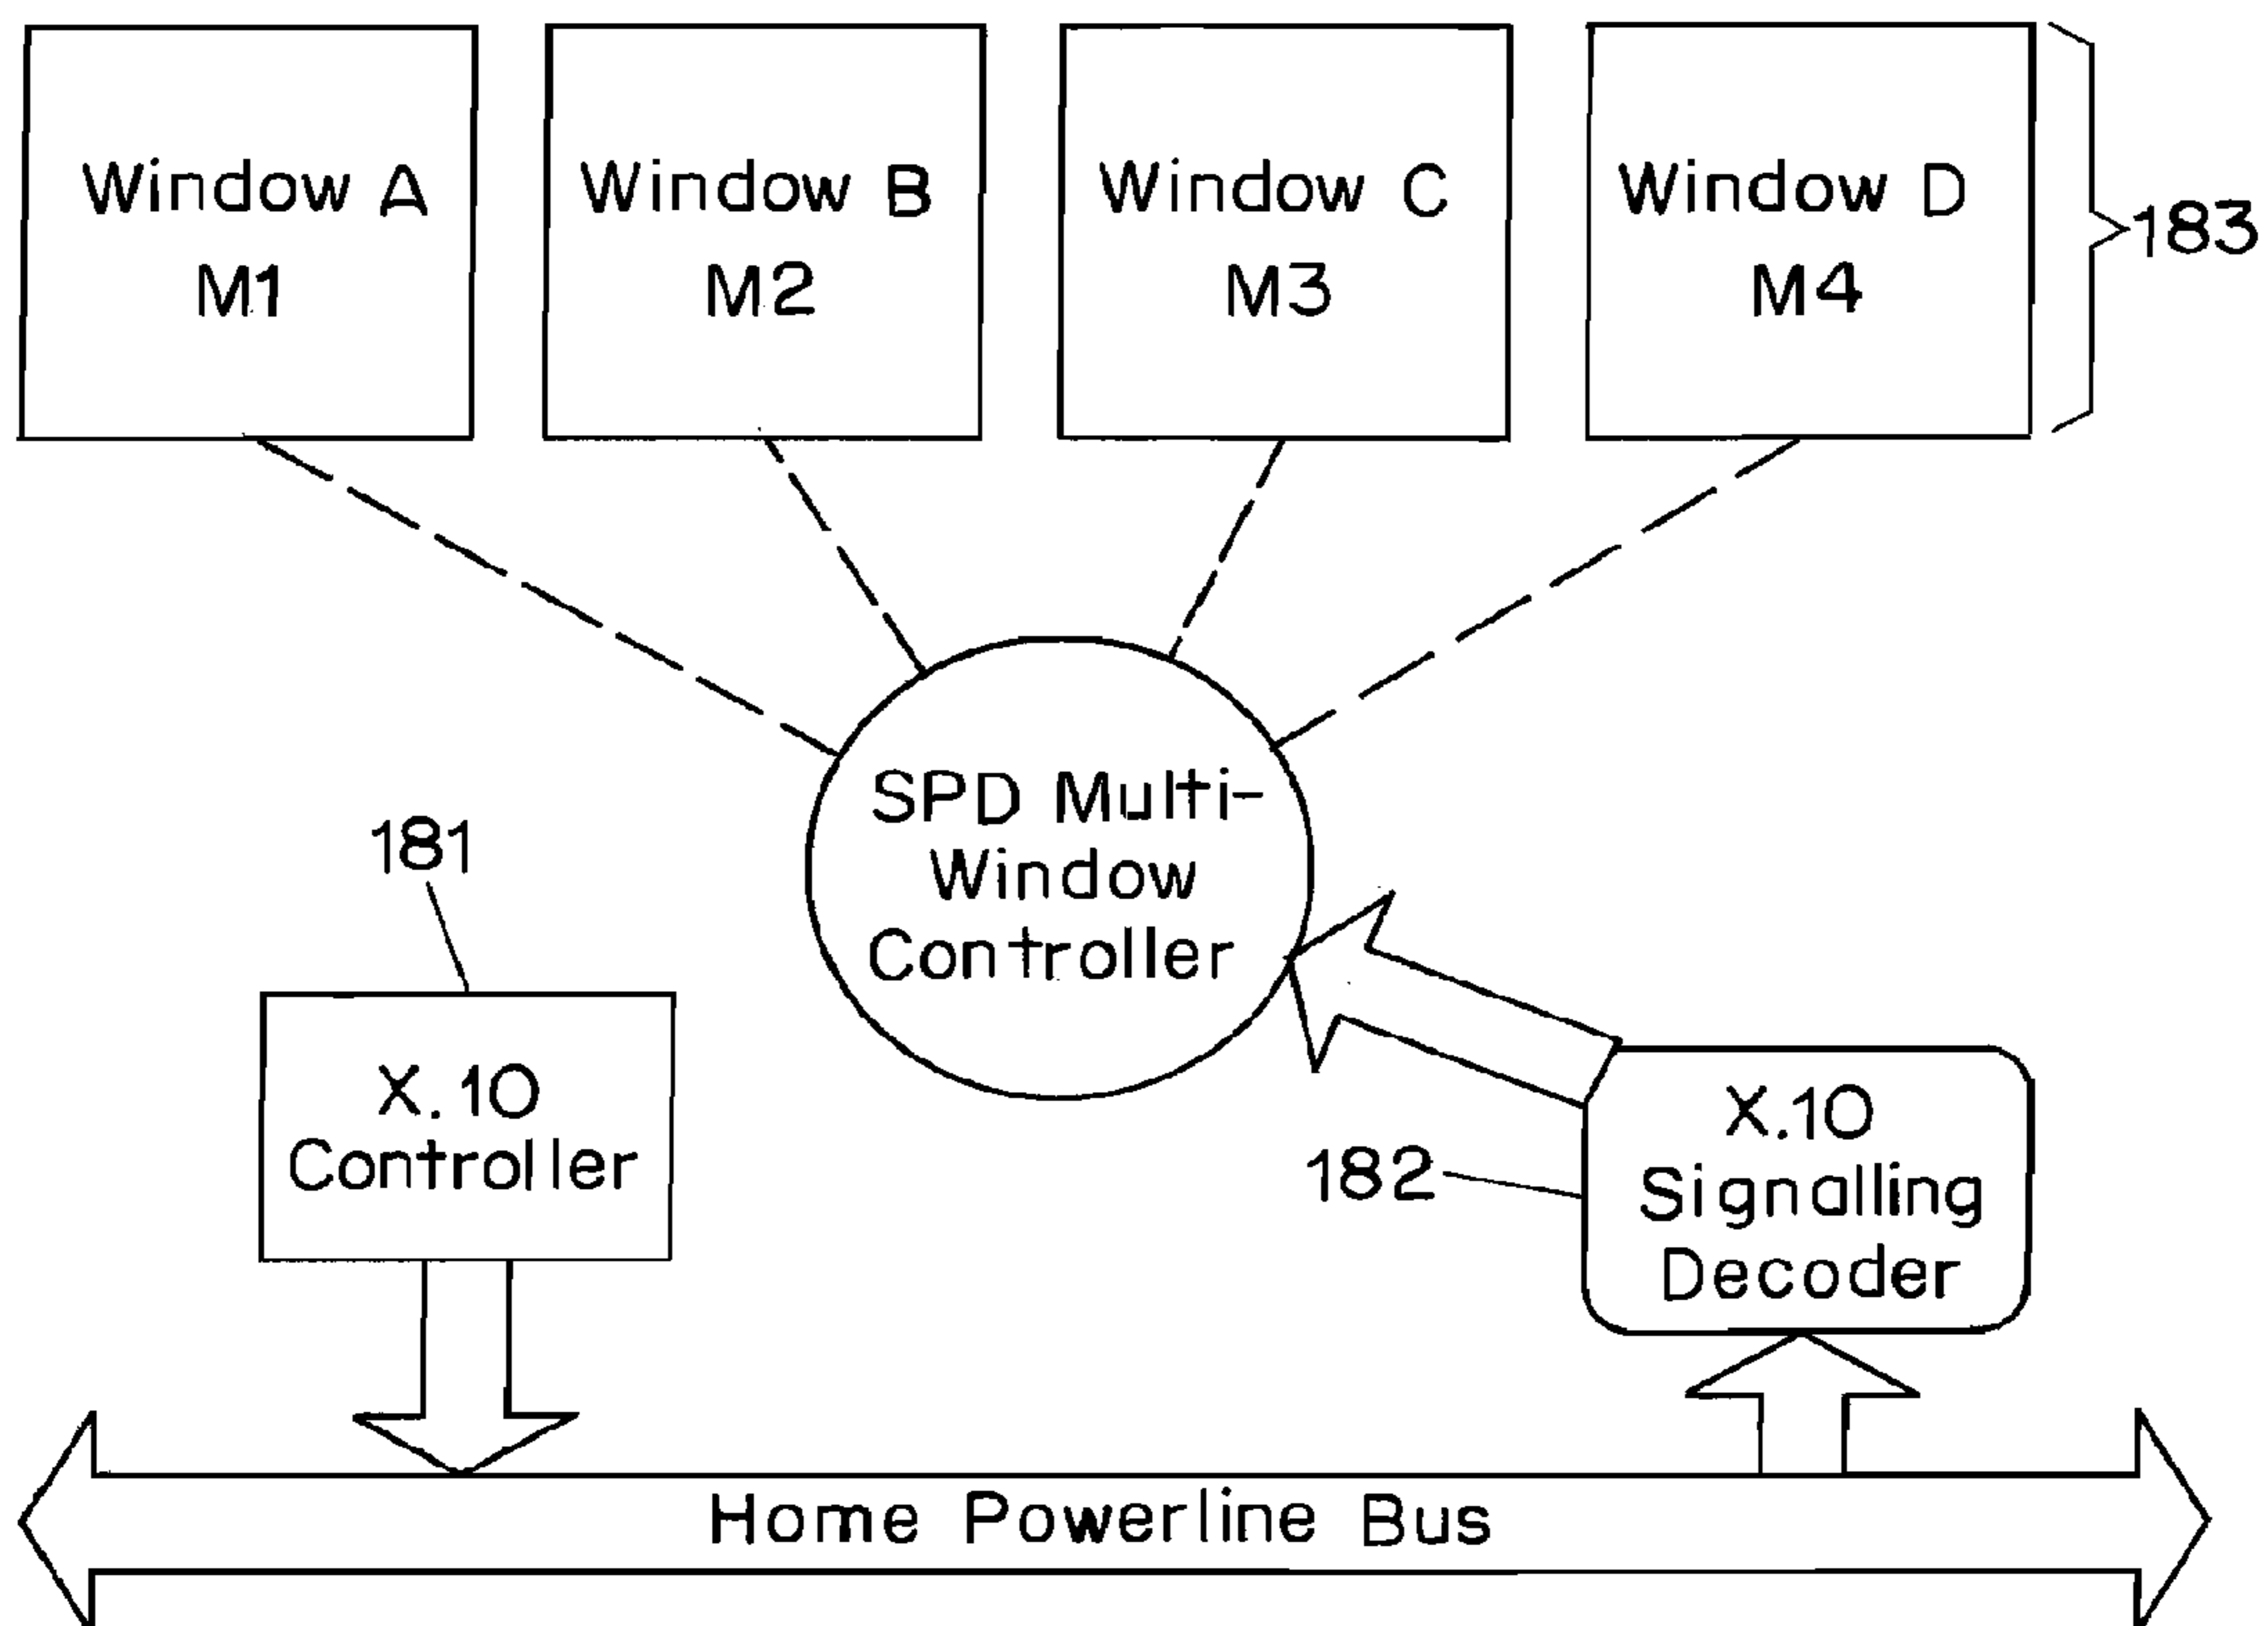 Window A
M1
Window B
M2
Window C
M3
Window D
M4
183
SPD Multi-
Window
Controller
181
X.10
Controller
182
X.10
Signalling
Decoder
Home Powerline Bus